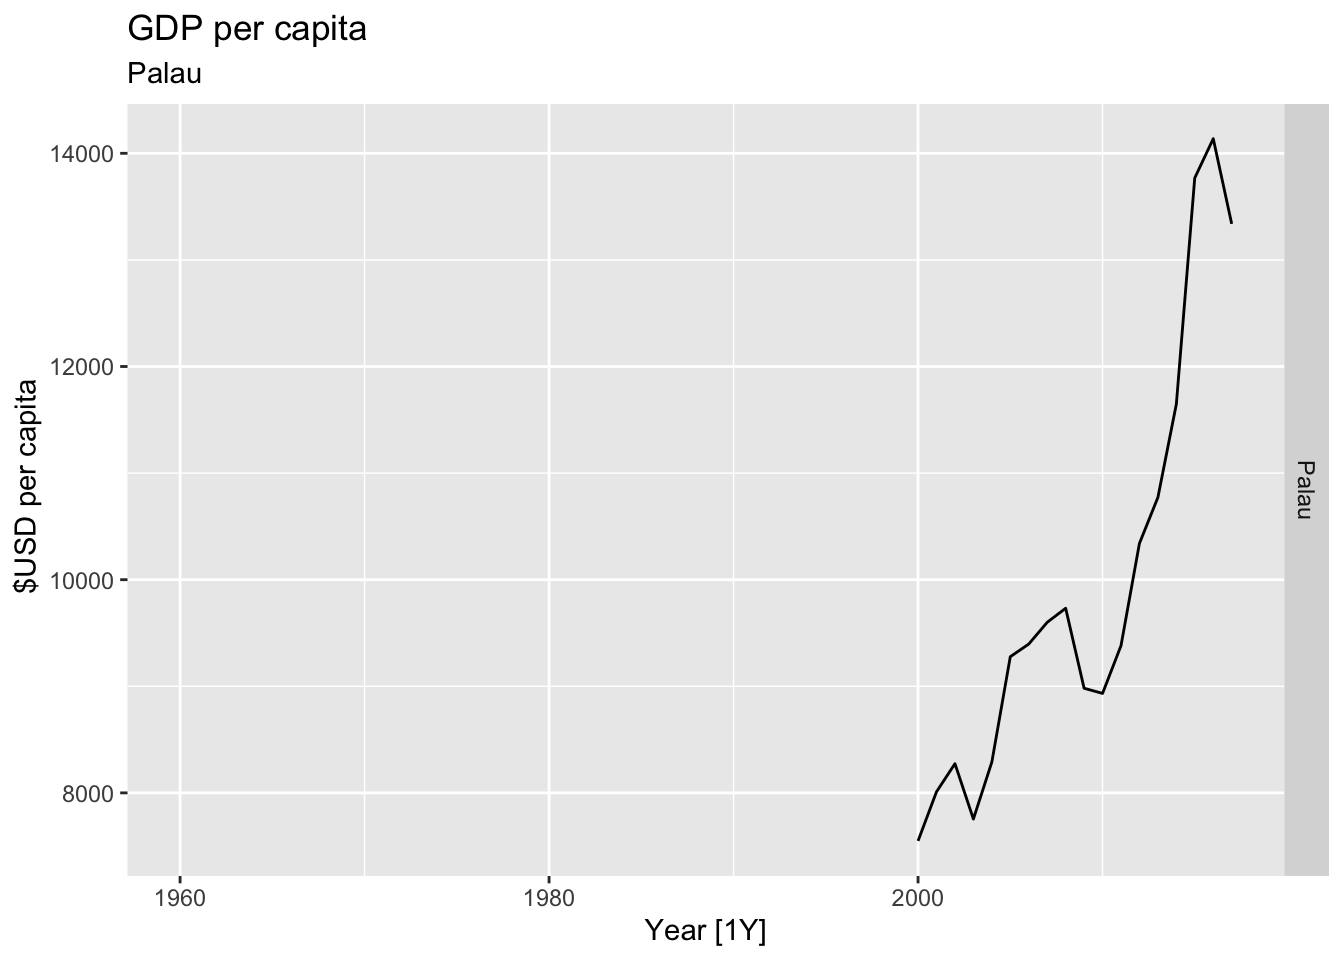 GDP per capita
Palau
14000
12000
10000
8000
$USD per capita
Palau
1960
1980
2000
Year [1Y]